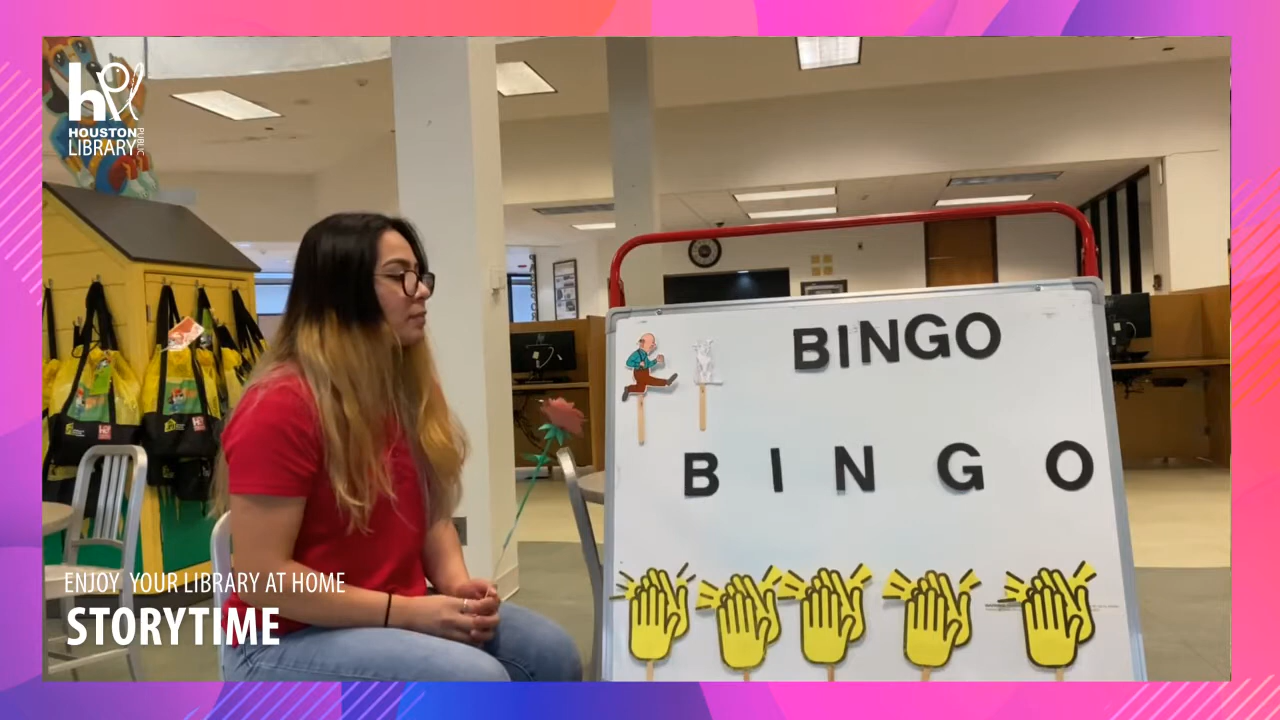 HOUSTON
LIBRARY
PUBLIC
BINGO
B I N G O
ENJOY YOUR LIBRARY AT HOME
STORYTIME